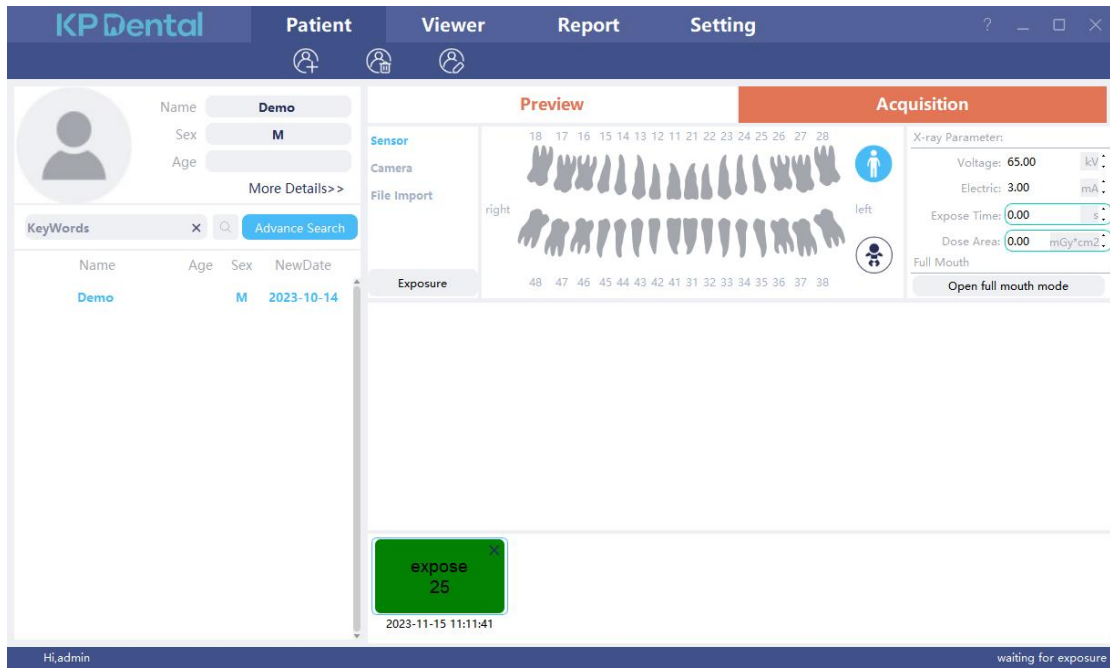 KP Dental Patient Viewer Report Setting ?
Name Demo
Sex M
Age
More Details>>
KeyWords x Advance Search
Name Age Sex NewDate
Demo M 2023-10-14
Preview Acquisition
Sensor
Camera
File Import
Exposure
18 17 16 15 14 13 12 11 21 22 23 24 25 26 27 28
right left
48 47 46 45 44 43 42 41 31 32 33 34 35 36 37 38
X-ray Parameter:
Voltage: 65.00 kV
Electric: 3.00 mA
Expose Time: 0.00 s
Dose Area: 0.00 mGy*cm2
Full Mouth
Open full mouth mode
expose
25
2023-11-15 11:11:41
Hi,admin waiting for exposure